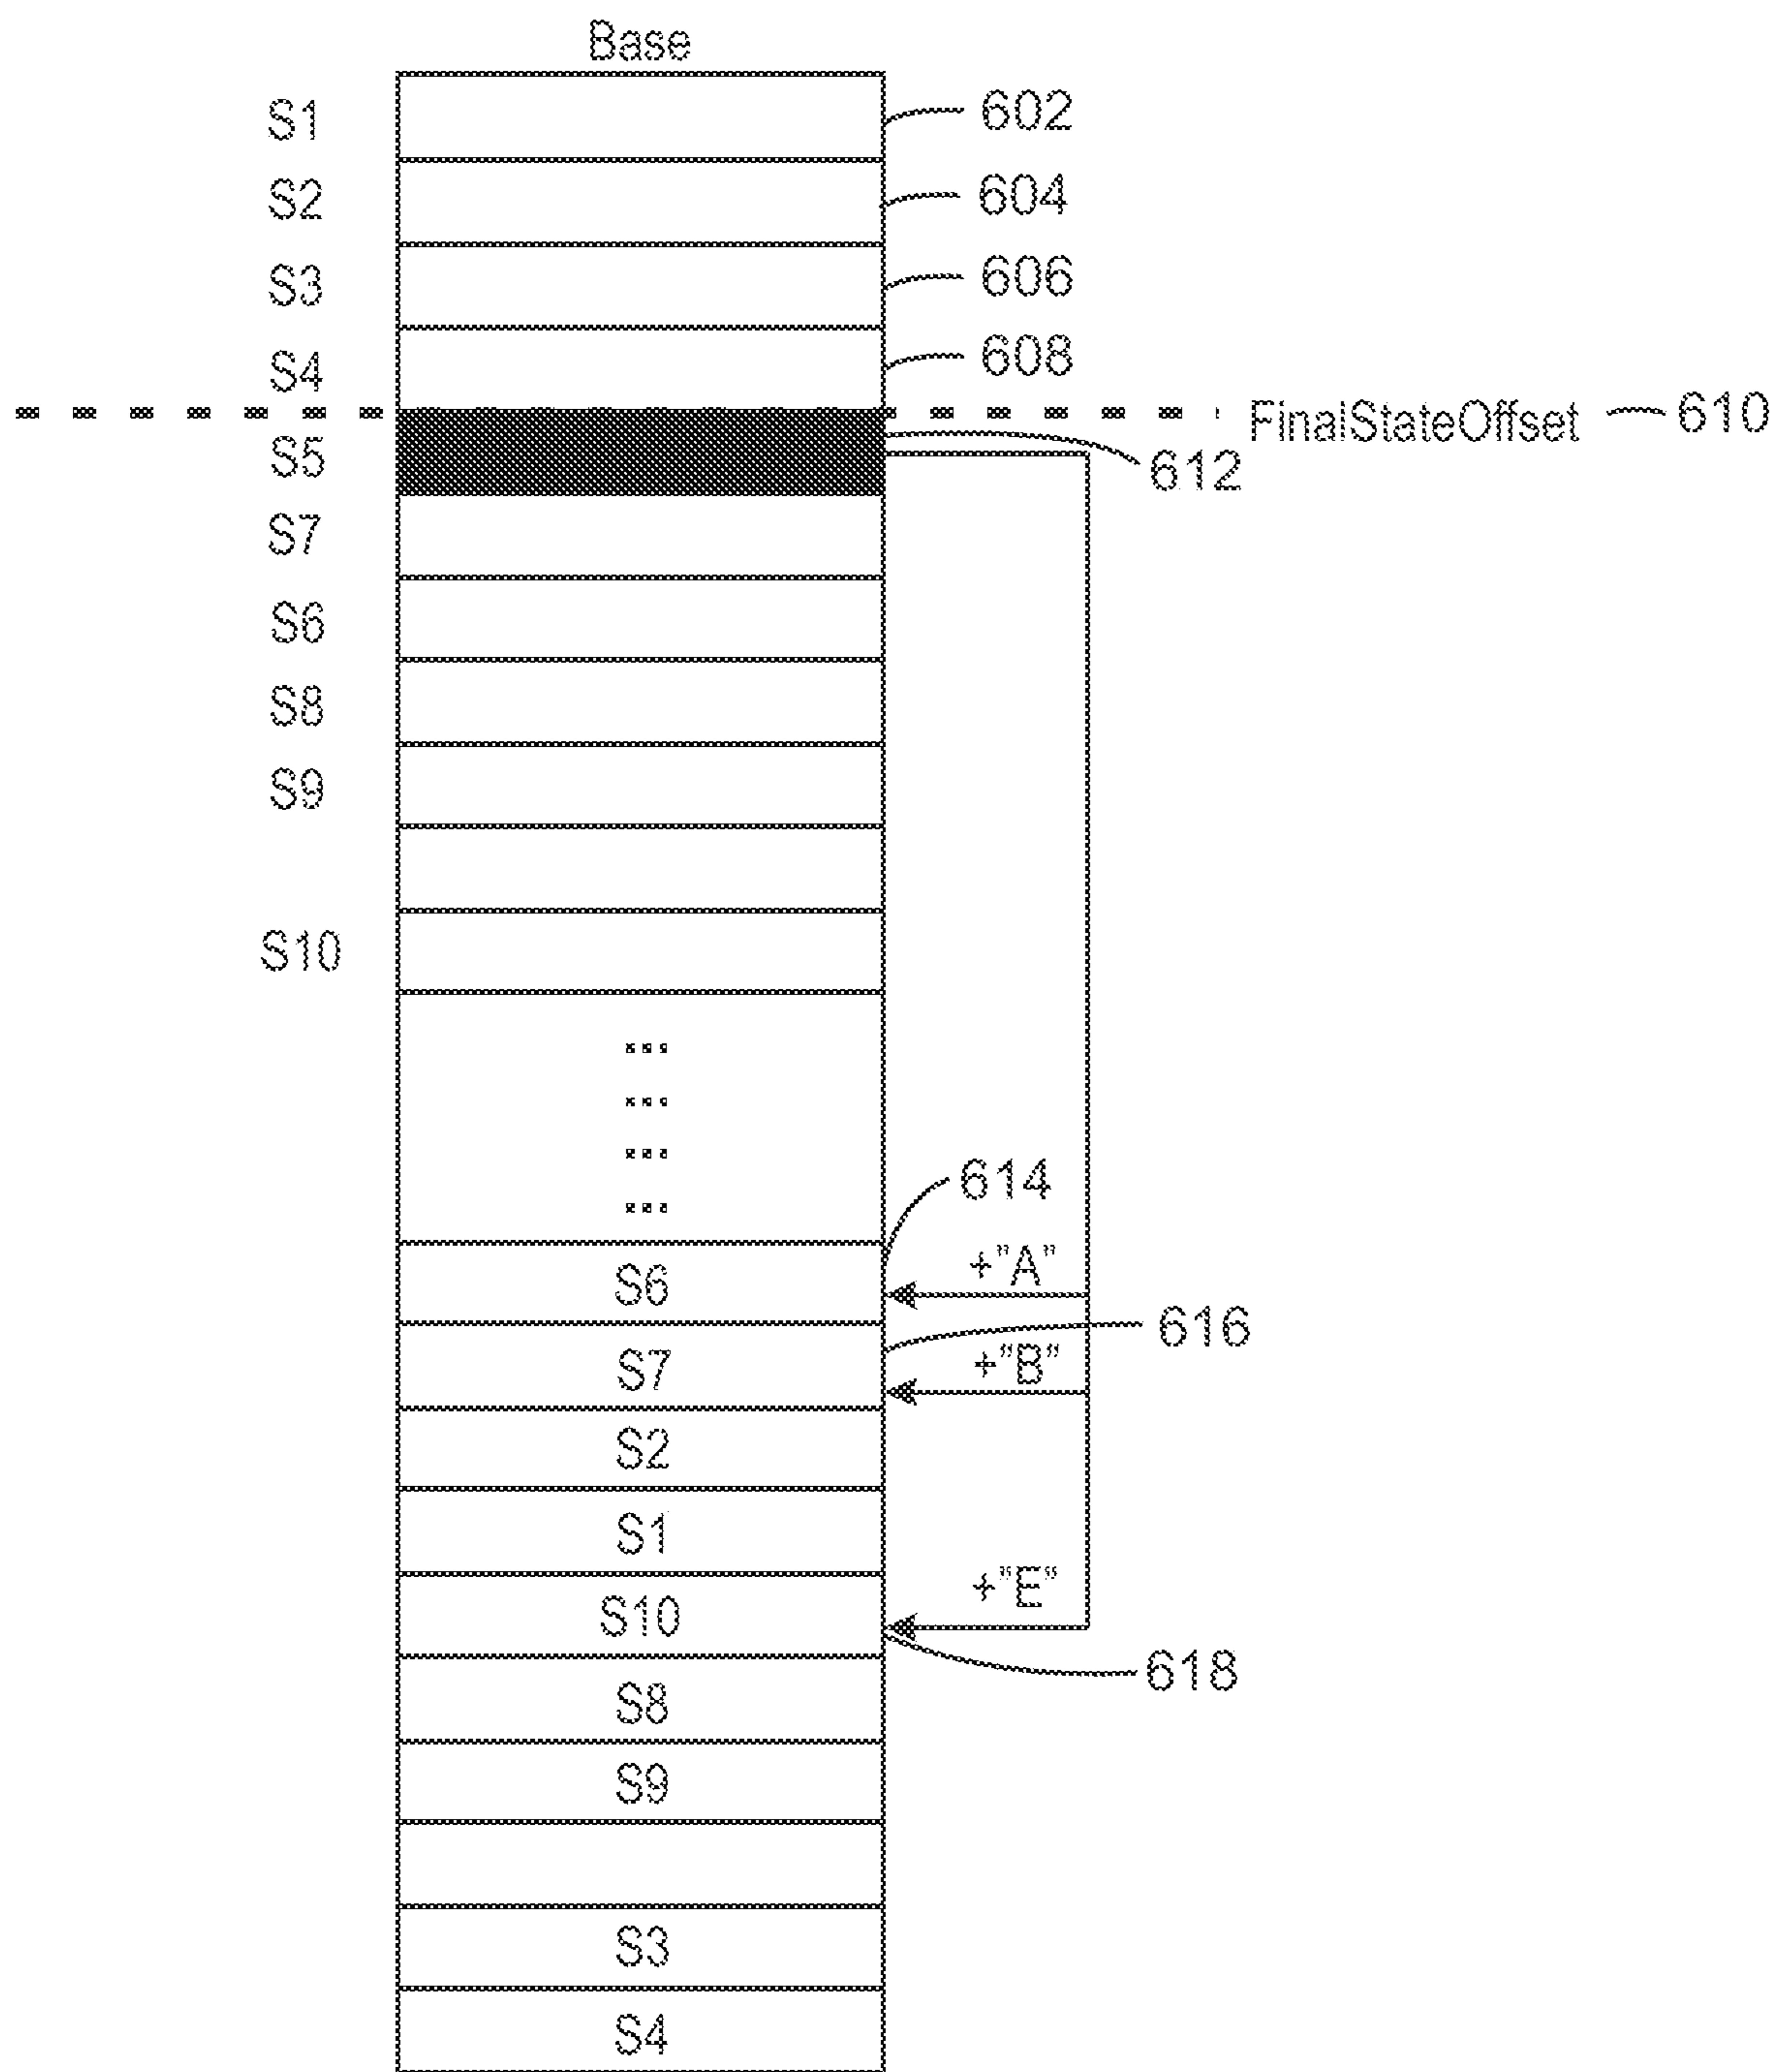 Base
S1 602
S2 604
S3 606
S4 608
FinalStateOffset 610
S5 612
S7
S6
S8
S9
S10
...
...
...
...
614
S6 +"A"
616
S7 +"B"
S2
S1
S10 +"E"
618
S8
S9
S3
S4